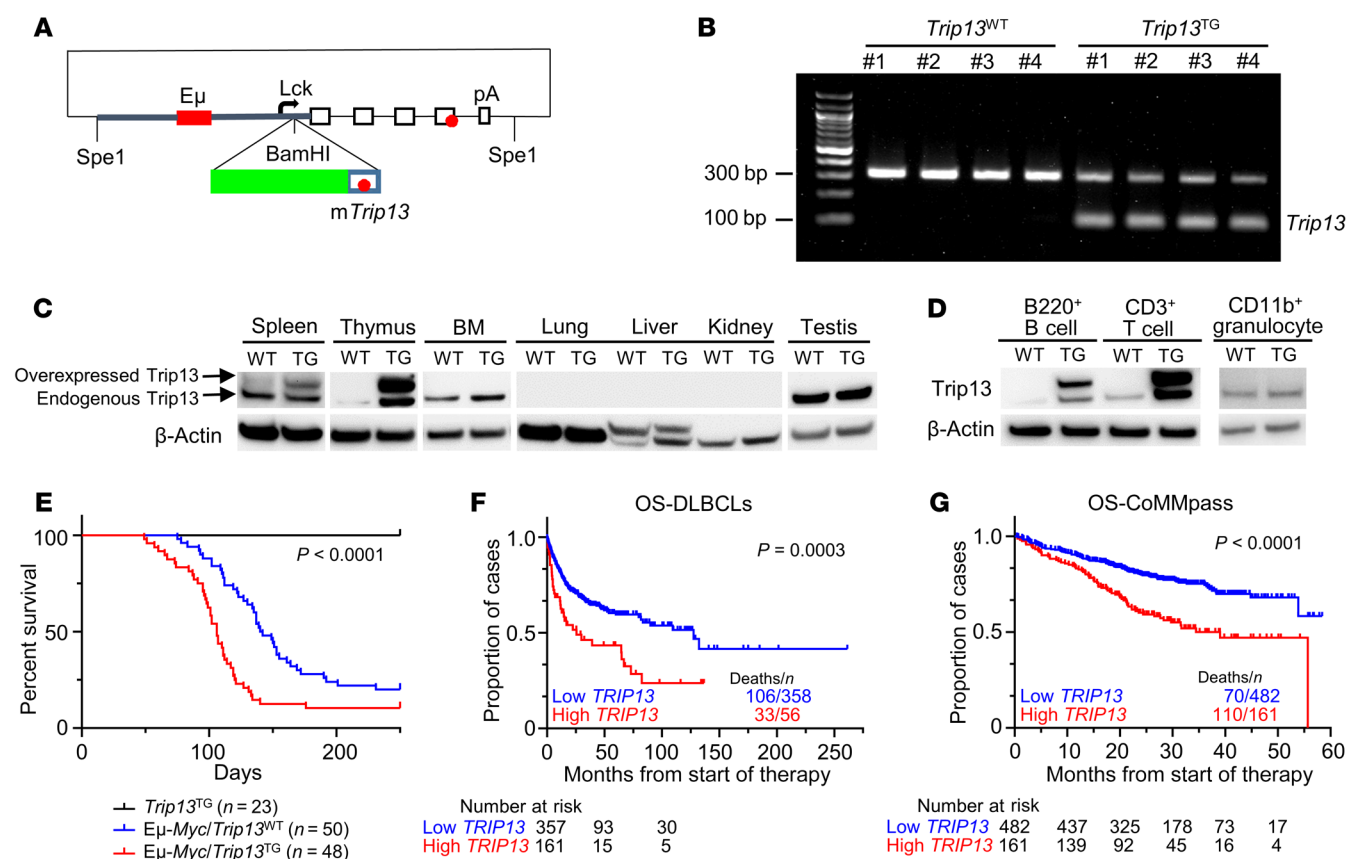 A
Eμ
Lck
pA
Spe1
BamHI
Spe1
mTrip13
B
Trip13WT
Trip13TG
#1 #2 #3 #4 #1 #2 #3 #4
300 bp
100 bp
Trip13
C
Spleen Thymus BM Lung Liver Kidney Testis
WT TG WT TG WT TG WT TG WT TG WT TG WT TG
Overexpressed Trip13
Endogenous Trip13
β-Actin
D
B220+
B cell
CD3+
T cell
CD11b+
granulocyte
WT TG WT TG WT TG
Trip13
β-Actin
E
P < 0.0001
Percent survival
100
50
0
0 100 200
Days
Trip13TG (n = 23)
Eμ-Myc/Trip13WT (n = 50)
Eμ-Myc/Trip13TG (n = 48)
F
OS-DLBCLs
P = 0.0003
Proportion of cases
1.0
0.5
0
Deaths/n
Low TRIP13 106/358
High TRIP13 33/56
0 50 100 150 200 250
Months from start of therapy
Number at risk
Low TRIP13 357 93 30
High TRIP13 161 15 5
G
OS-CoMMpass
P < 0.0001
Proportion of cases
1.0
0.5
0
Deaths/n
Low TRIP13 70/482
High TRIP13 110/161
0 10 20 30 40 50 60
Months from start of therapy
Number at risk
Low TRIP13 482 437 325 178 73 17
High TRIP13 161 139 92 45 16 4